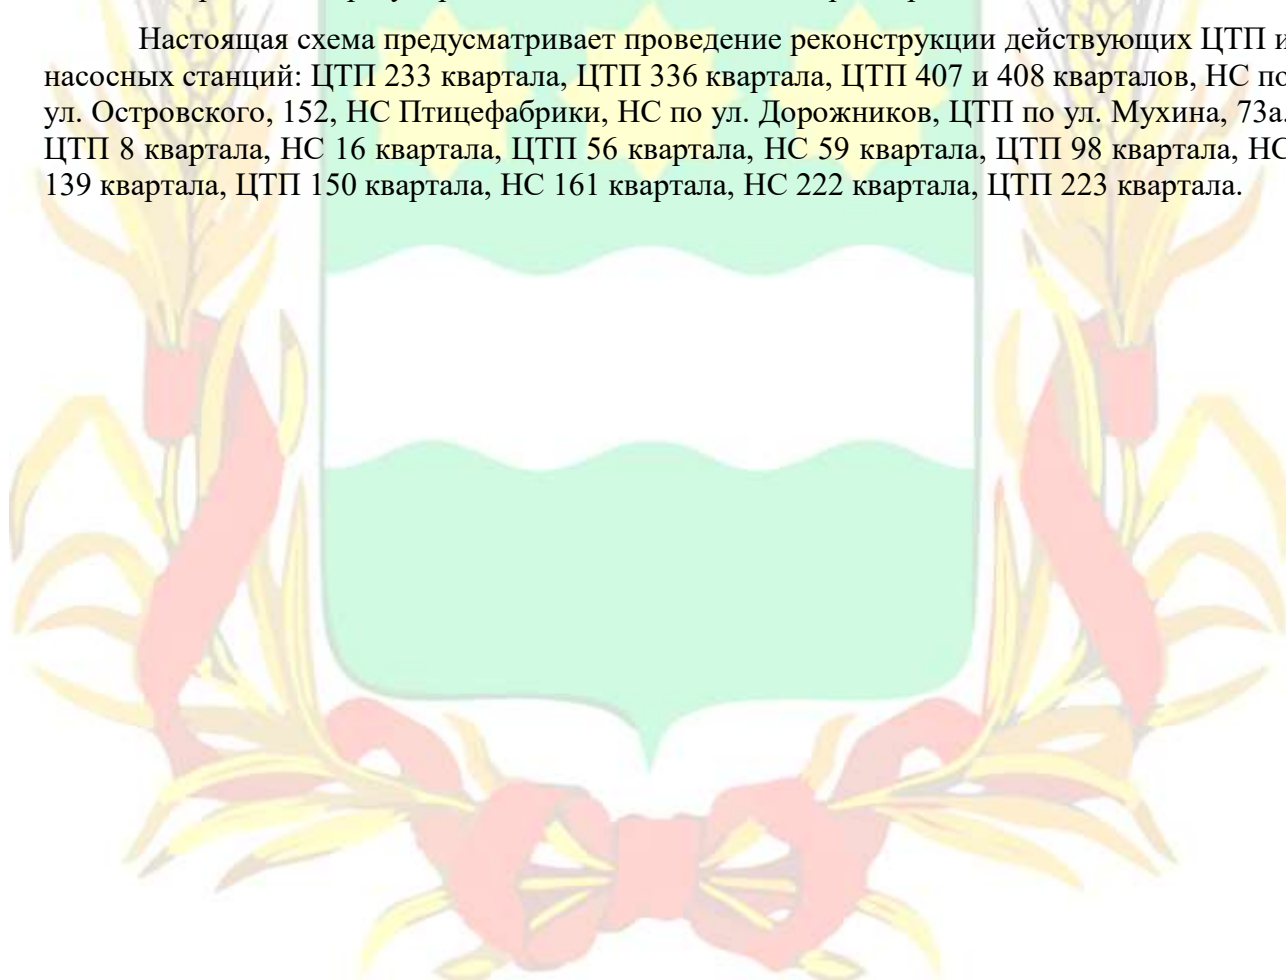 Настоящая схема предусматривает проведение реконструкции действующих ЦТП и
насосных станций: ЦТП 233 квартала, ЦТП 336 квартала, ЦТП 407 и 408 кварталов, НС по
ул. Островского, 152, НС Птицефабрики, НС по ул. Дорожников, ЦТП по ул. Мухина, 73а.
ЦТП 8 квартала, НС 16 квартала, ЦТП 56 квартала, НС 59 квартала, ЦТП 98 квартала, НС
139 квартала, ЦТП 150 квартала, НС 161 квартала, НС 222 квартала, ЦТП 223 квартала.